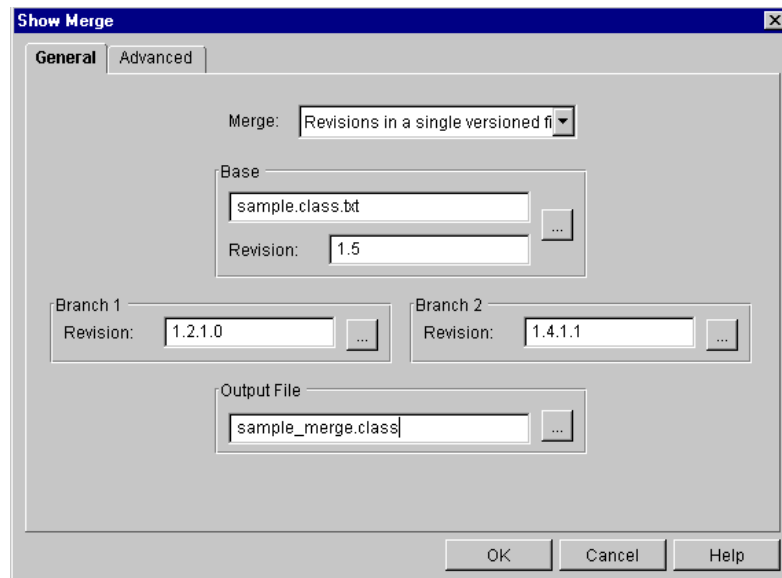 Show Merge
General Advanced
Merge: Revisions in a single versioned fi
Base
sample.class.txt
...
Revision: 1.5
Branch 1 Branch 2
Revision: 1.2.1.0 ... Revision: 1.4.1.1 ...
Output File
sample_merge.class ...
OK Cancel Help